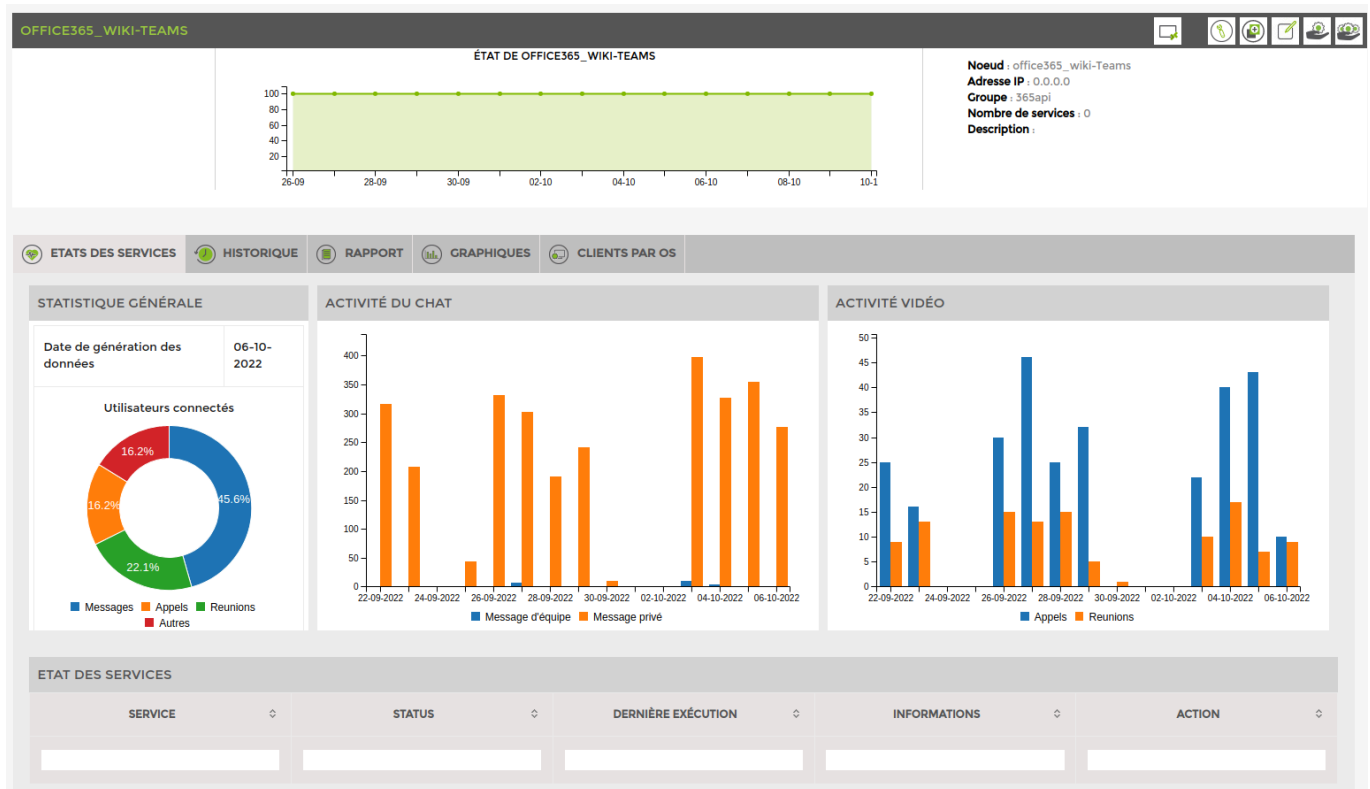 OFFICE365_WIKI-TEAMS
ÉTAT DE OFFICE365_WIKI-TEAMS
100
80
60
40
20
26-09 28-09 30-09 02-10 04-10 06-10 08-10 10-1
Noeud : office365_wiki-Teams
Adresse IP : 0.0.0.0
Groupe : 365api
Nombre de services : 0
Description :
ETATS DES SERVICES HISTORIQUE RAPPORT GRAPHIQUES CLIENTS PAR OS
STATISTIQUE GÉNÉRALE
Date de génération des
données
06-10-
2022
Utilisateurs connectés
16.2%
45.6%
16.2%
22.1%
Messages Appels Reunions
Autres
ACTIVITÉ DU CHAT
400
350
300
250
200
150
100
50
0
22-09-2022 24-09-2022 26-09-2022 28-09-2022 30-09-2022 02-10-2022 04-10-2022 06-10-2022
Message d'équipe Message privé
ACTIVITÉ VIDÉO
50
45
40
35
30
25
20
15
10
5
0
22-09-2022 24-09-2022 26-09-2022 28-09-2022 30-09-2022 02-10-2022 04-10-2022 06-10-2022
Appels Reunions
ETAT DES SERVICES
SERVICE STATUS DERNIÈRE EXÉCUTION INFORMATIONS ACTION